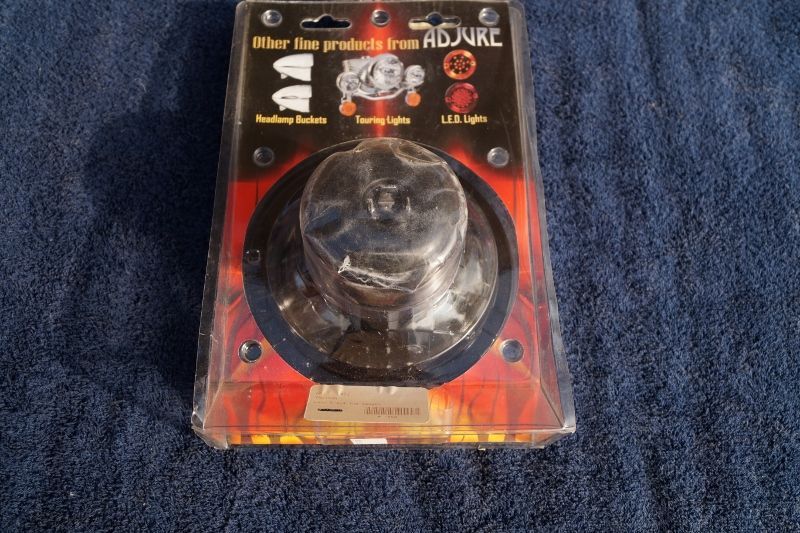 Other fine products from ADJURE
Headlamp Buckets
Touring Lights
L.E.D. Lights